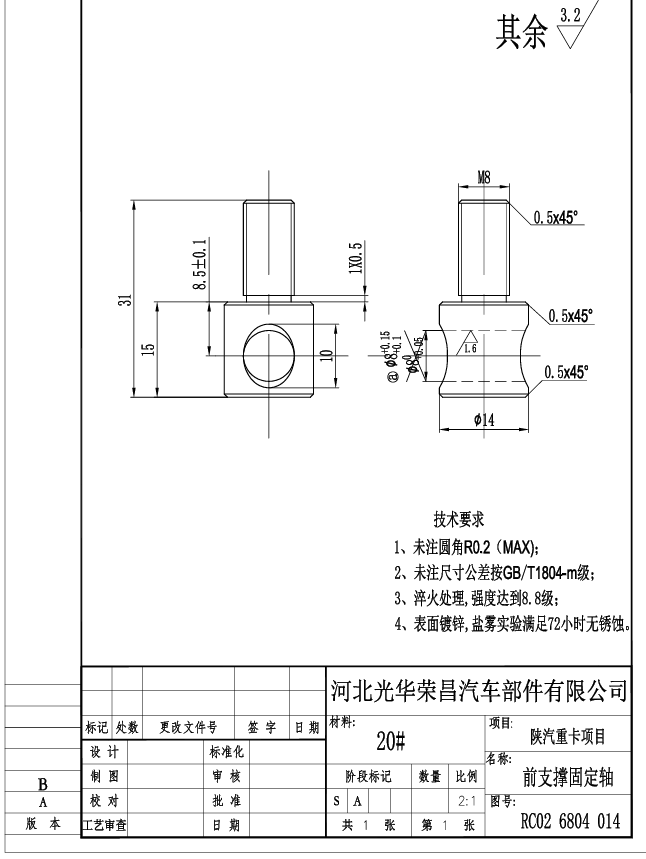 其余 3.2
M8
0.5x45°
8.5±0.1
1X0.5
31
15
10
0.5x45°
ⓐ ϕ8+0.15 +0.1
1.6
0.5x45°
ϕ14
技术要求
1、未注圆角R0.2（MAX);
2、未注尺寸公差按GB/T1804-m级;
3、淬火处理,强度达到8.8级;
4、表面镀锌,盐雾实验满足72小时无锈蚀。
河北光华荣昌汽车部件有限公司
标记 处数 更改文件号 签 字 日 期
材料: 20#
项目: 陕汽重卡项目
设 计 标准化
名称: 前支撑固定轴
制 图 审 核
阶段标记 数量 比例
B
A
校 对 批 准
S A 2:1
图号: RC02 6804 014
版 本
工艺审查 日 期
共 1 张 第 1 张